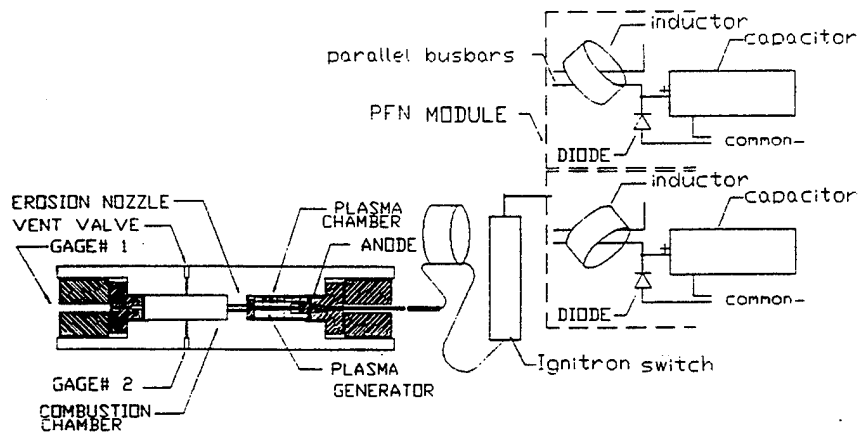 inductor
capacitor
parallel busbars
+
PFN MODULE
DIODE
common-
inductor
capacitor
EROSION NOZZLE
VENT VALVE
GAGE# 1
PLASMA
CHAMBER
ANODE
+
DIODE
common-
Ignitron switch
GAGE# 2
COMBUSTION
CHAMBER
PLASMA
GENERATOR